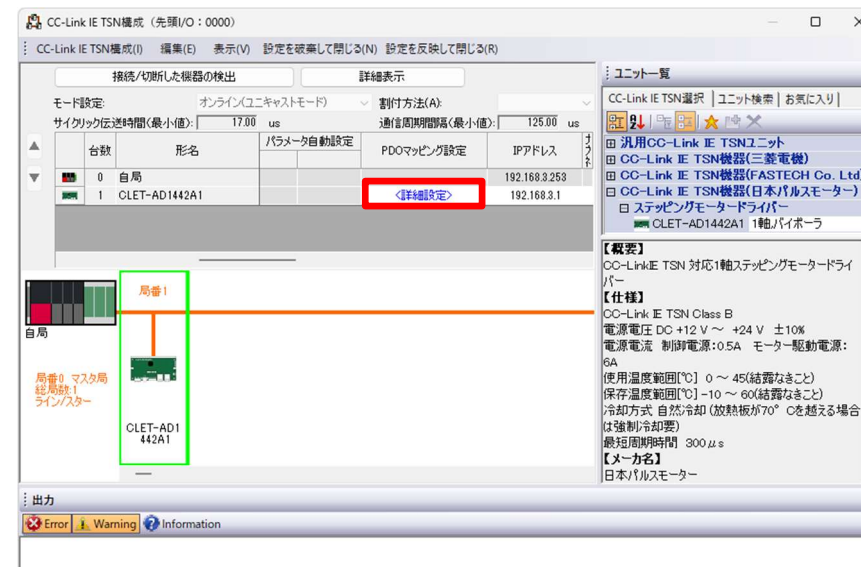 CC-Link IE TSN構成（先頭I/O：0000）
CC-Link IE TSN構成(I) 編集(E) 表示(V) 設定を破棄して閉じる(N) 設定を反映して閉じる(R)
接続/切断した機器の検出 詳細表示
モード設定: オンライン(ユニキャストモード) 割付方法(A):
サイクリック伝送時間(最小値): 17.00 us 通信周期間隔(最小値): 125.00 us
台数 形名 パラメータ自動設定 PDOマッピング設定 IPアドレス
0 自局 192.168.3.253
1 CLET-AD1442A1 <詳細設定> 192.168.3.1
自局
局番0 マスタ局
総局数:1
ライン/スター
局番1
CLET-AD1
442A1
ユニット一覧
CC-Link IE TSN選択 ユニット検索 お気に入り
汎用CC-Link IE TSNユニット
CC-Link IE TSN機器(三菱電機)
CC-Link IE TSN機器(FASTECH Co. Ltd
CC-Link IE TSN機器(日本パルスモーター)
ステッピングモータードライバー
CLET-AD1442A1 1軸,バイポーラ
【概要】
CC-LinkIE TSN 対応1軸ステッピングモータードライ
バー
【仕様】
CC-Link IE TSN Class B
電源電圧 DC +12 V ～ +24 V ±10%
電源電流 制御電源：0.5A モーター駆動電源：
6A
使用温度範囲[℃] 0 ～ 45(結露なきこと)
保存温度範囲[℃] -10 ～ 60(結露なきこと)
冷却方式 自然冷却 (放熱板が70° Cを越える場合
は強制冷却要)
最短周期時間 300μs
【メーカ名】
日本パルスモーター
出力
Error Warning Information